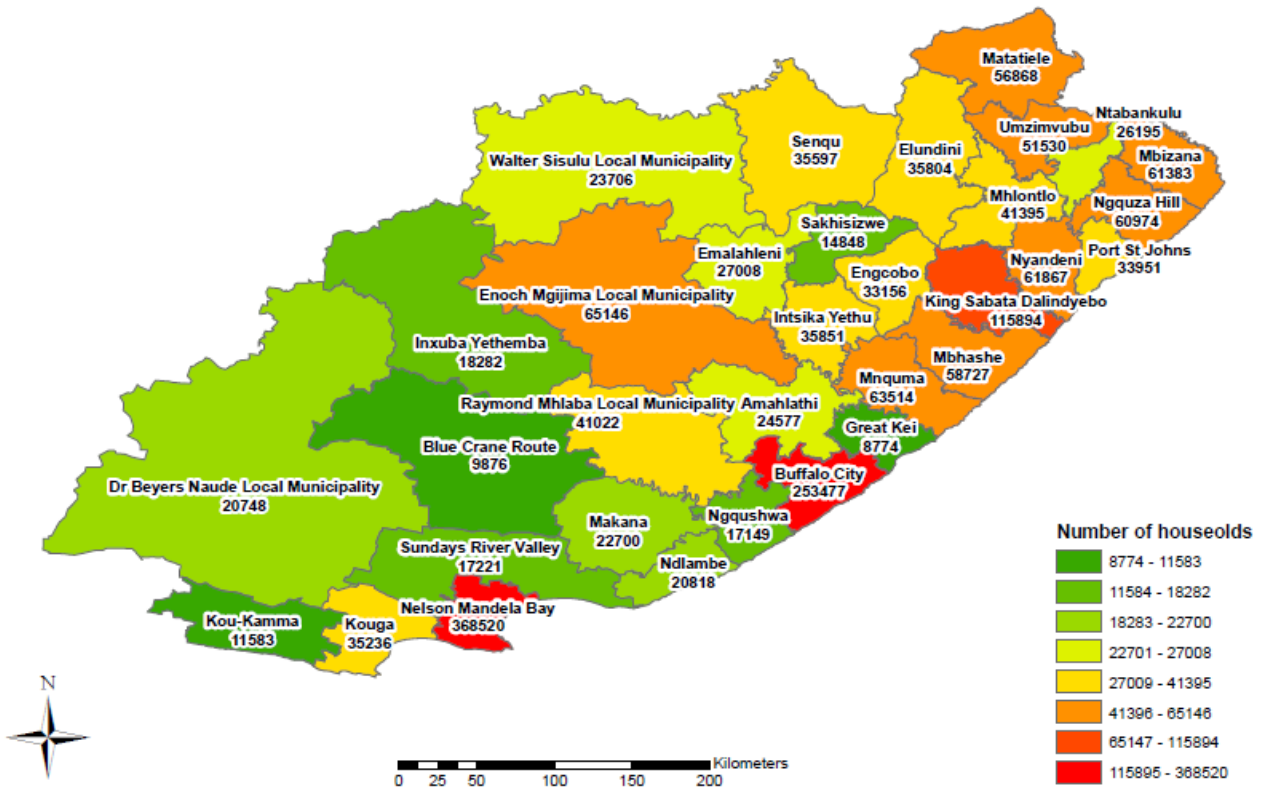 Matatiele
56868
Ntabankulu
26195
Umzimvubu
51530
Mbizana
61383
Senqu
35597
Elundini
35804
Walter Sisulu Local Municipality
23706
Mhlontlo
41395
Ngquza Hill
60974
Sakhisizwe
14848
Emalahleni
27008
Engcobo
33156
Nyandeni
61867
Port St Johns
33951
Enoch Mgijima Local Municipality
65146
King Sabata Dalindyebo
115894
Intsika Yethu
35851
Inxuba Yethemba
18282
Mbhashe
58727
Mnquma
63514
Raymond Mhlaba Local Municipality
41022
Amahlathi
24577
Great Kei
8774
Blue Crane Route
9876
Buffalo City
253477
Dr Beyers Naude Local Municipality
20748
Makana
22700
Ngqushwa
17149
Sundays River Valley
17221
Ndlambe
20818
Nelson Mandela Bay
368520
Kou-Kamma
11583
Kouga
35236
Number of houseolds
8774 - 11583
11584 - 18282
18283 - 22700
22701 - 27008
27009 - 41395
41396 - 65146
65147 - 115894
115895 - 368520
N
Kilometers
0 25 50 100 150 200